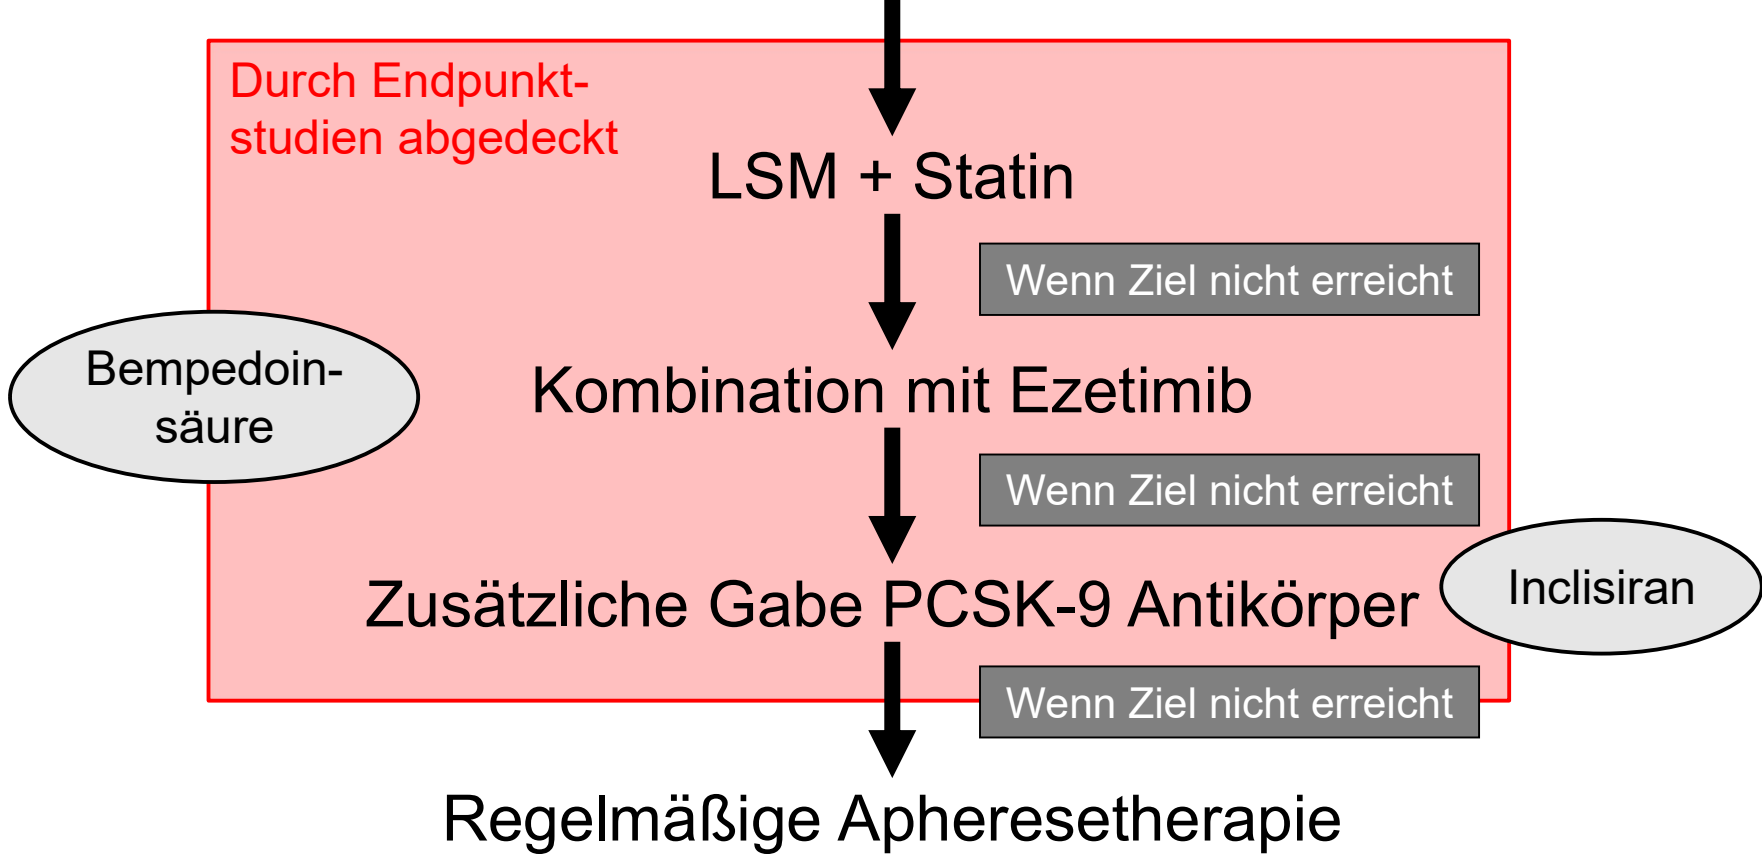 Durch Endpunkt-
studien abgedeckt
LSM + Statin
Wenn Ziel nicht erreicht
Bempedoin-
säure
Kombination mit Ezetimib
Wenn Ziel nicht erreicht
Zusätzliche Gabe PCSK-9 Antikörper
Inclisiran
Wenn Ziel nicht erreicht
Regelmäßige Apheresetherapie